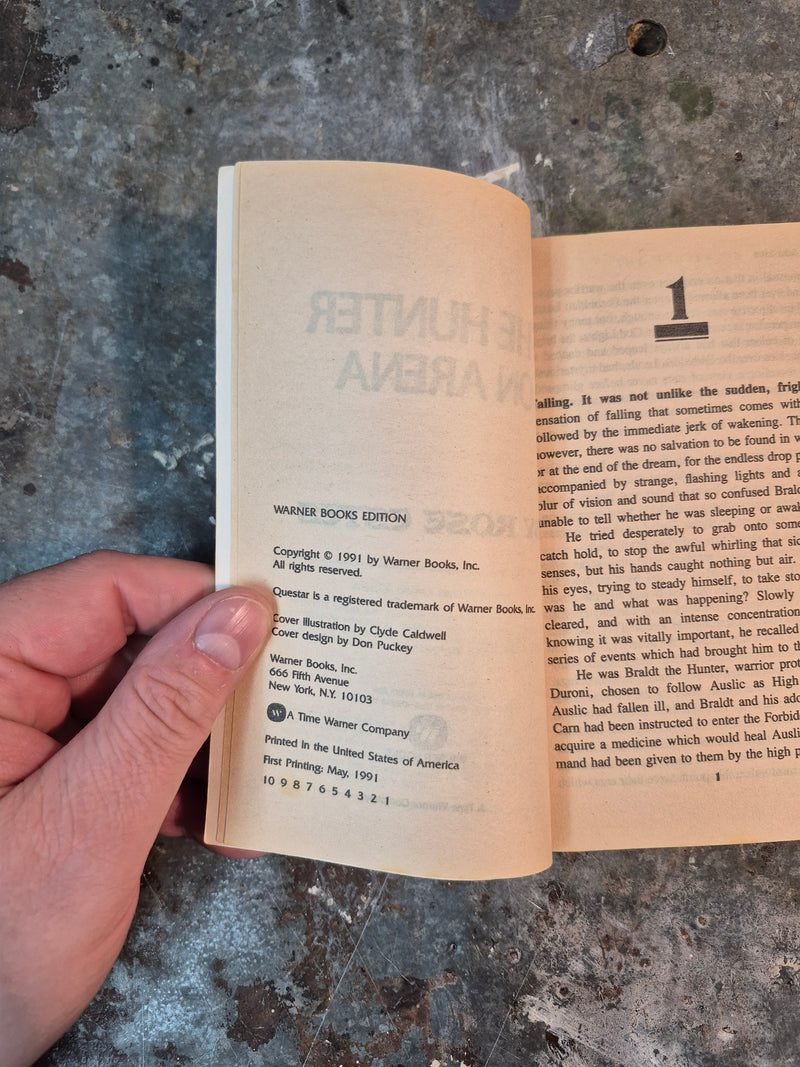 WARNER BOOKS EDITION
Copyright © 1991 by Warner Books, Inc.
All rights reserved.
Questar is a registered trademark of Warner Books, Inc.
Cover illustration by Clyde Caldwell
Cover design by Don Puckey
Warner Books, Inc.
666 Fifth Avenue
New York, N.Y. 10103
W A Time Warner Company
Printed in the United States of America
First Printing: May, 1991
10 9 8 7 6 5 4 3 2 1
1
alling. It was not unlike the sudden, frigh
ensation of falling that sometimes comes with
ollowed by the immediate jerk of wakening. Th
however, there was no salvation to be found in w
or at the end of the dream, for the endless drop p
accompanied by strange, flashing lights and a
blur of vision and sound that so confused Brald
unable to tell whether he was sleeping or awak
He tried desperately to grab onto some
catch hold, to stop the awful whirling that sic
senses, but his hands caught nothing but air.
his eyes, trying to steady himself, to take sto
was he and what was happening? Slowly
cleared, and with an intense concentration
knowing it was vitally important, he recalled
series of events which had brought him to th
He was Braldt the Hunter, warrior prot
Duroni, chosen to follow Auslic as High
Auslic had fallen ill, and Braldt and his ado
Carn had been instructed to enter the Forbid
acquire a medicine which would heal Ausli
mand had been given to them by the high p
1